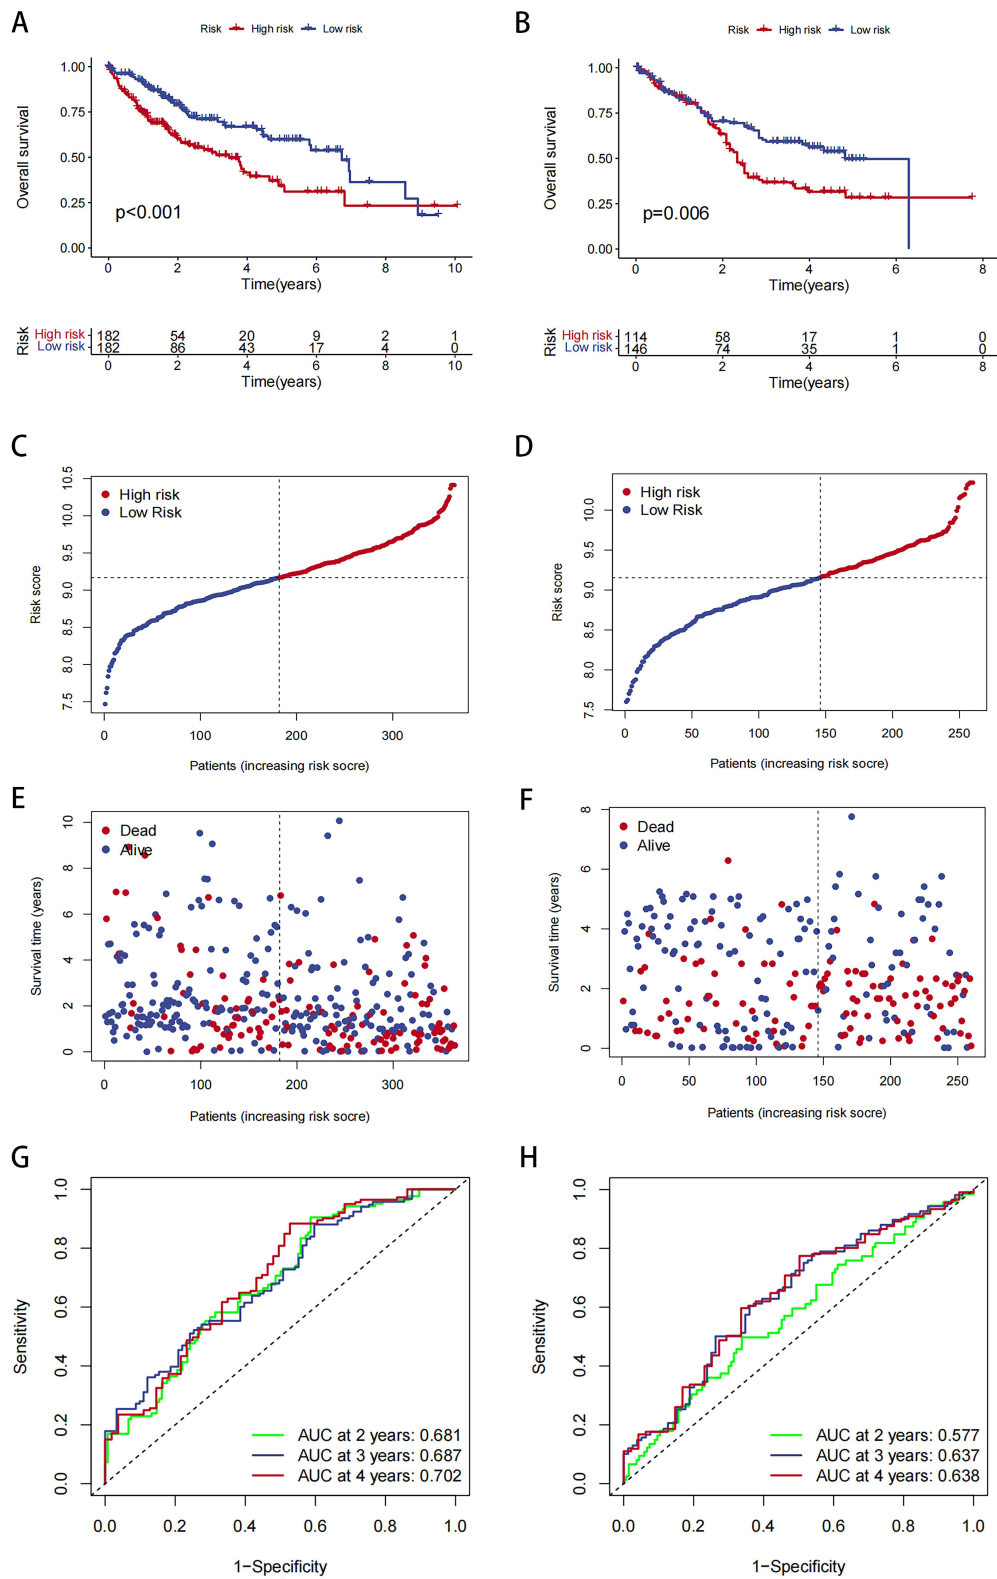 A
Risk High risk Low risk
Overall survival
1.00
0.75
0.50
0.25
0.00
p<0.001
0 2 4 6 8 10
Time(years)
Risk
High risk 182 54 20 9 2 1
Low risk 182 86 43 17 4 0
0 2 4 6 8 10
Time(years)
B
Risk High risk Low risk
Overall survival
1.00
0.75
0.50
0.25
0.00
p=0.006
0 2 4 6 8
Time(years)
Risk
High risk 114 58 17 1 0
Low risk 146 74 35 1 0
0 2 4 6 8
Time(years)
C
Risk score
10.5
10.0
9.5
9.0
8.5
8.0
7.5
High risk
Low Risk
0 100 200 300
Patients (increasing risk socre)
D
Risk score
10.0
9.5
9.0
8.5
8.0
7.5
High risk
Low Risk
0 50 100 150 200 250
Patients (increasing risk socre)
E
Survival time (years)
10
8
6
4
2
0
Dead
Alive
0 100 200 300
Patients (increasing risk socre)
F
Survival time (years)
8
6
4
2
0
Dead
Alive
0 50 100 150 200 250
Patients (increasing risk socre)
G
Sensitivity
1.0
0.8
0.6
0.4
0.2
0.0
AUC at 2 years: 0.681
AUC at 3 years: 0.687
AUC at 4 years: 0.702
0.0 0.2 0.4 0.6 0.8 1.0
1−Specificity
H
Sensitivity
1.0
0.8
0.6
0.4
0.2
0.0
AUC at 2 years: 0.577
AUC at 3 years: 0.637
AUC at 4 years: 0.638
0.0 0.2 0.4 0.6 0.8 1.0
1−Specificity